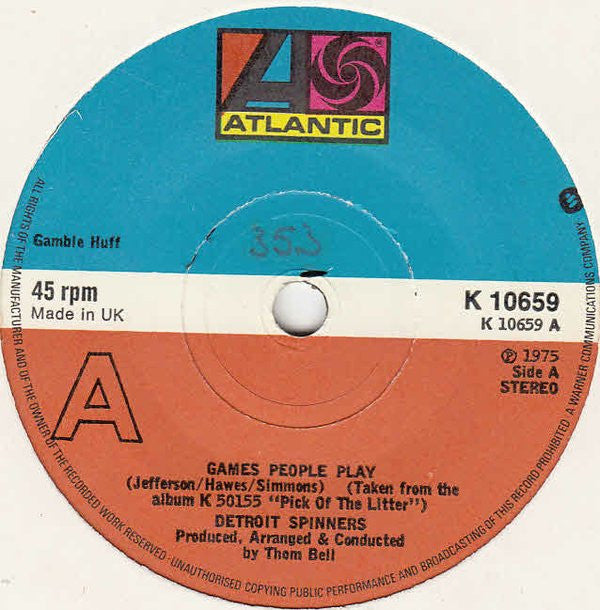 ATLANTIC
353
Gamble Huff
45 rpm
Made in UK
K 10659
K 10659 A
℗ 1975
Side A
STEREO
A
GAMES PEOPLE PLAY
(Jefferson/Hawes/Simmons) (Taken from the
album K 50155 "Pick Of The Litter")
DETROIT SPINNERS
Produced, Arranged & Conducted
by Thom Bell
ALL RIGHTS OF THE MANUFACTURER AND OF THE OWNER OF THE RECORDED WORK RESERVED - UNAUTHORISED COPYING PUBLIC PERFORMANCE AND BROADCASTING OF THIS RECORD PROHIBITED A WARNER COMMUNICATIONS COMPANY